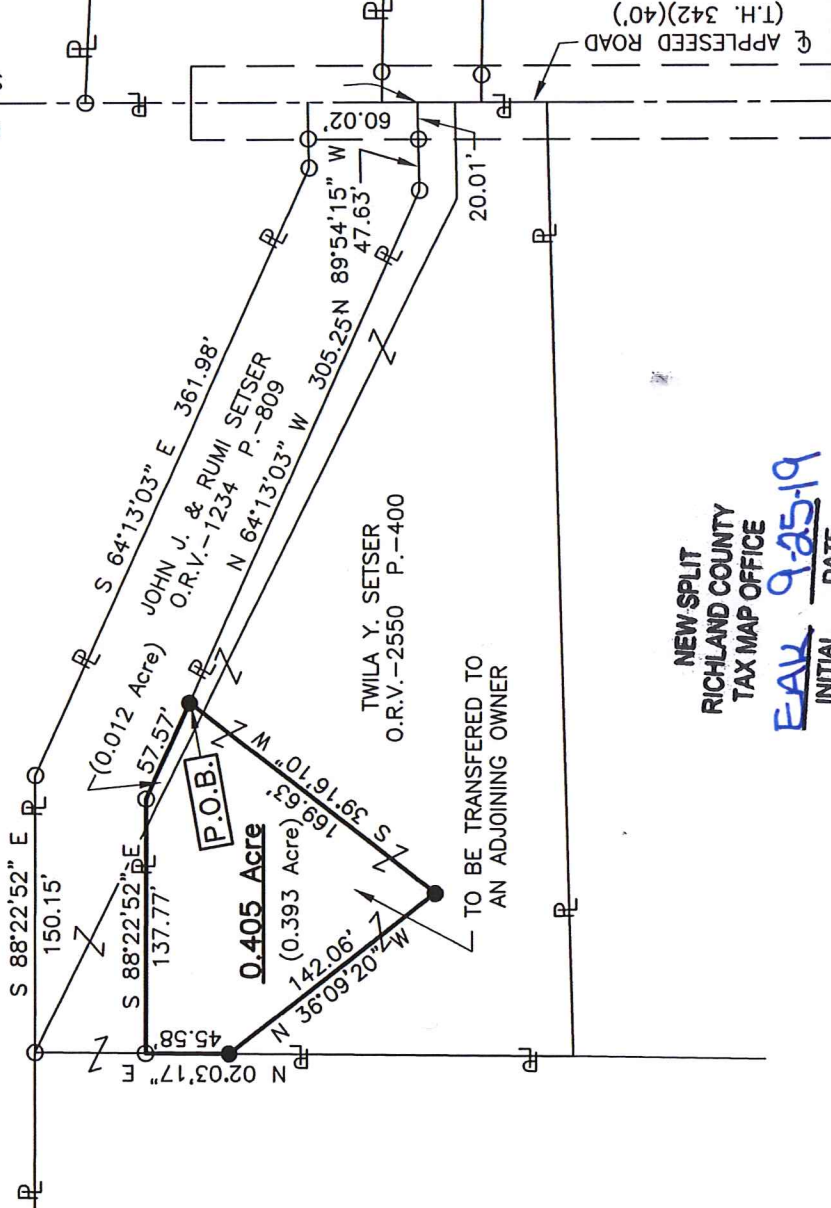 ℄ APPLESEED ROAD
(T.H. 342)(40')
60.02'
20.01'
N 89°54'15" W
47.63'
S 64°13'03" E 361.98'
JOHN J. & RUMI SETSER
O.R.V.-1234 P.-809
N 64°13'03" W 305.25'
S 88°22'52" E
150.15'
(0.012 Acre)
57.57'
P.O.B.
S 88°22'52" E
137.77'
0.405 Acre
(0.393 Acre)
45.58'
N 02°03'17" E
142.06'
N 36°09'20" W
169.63'
S 39°16'10" W
TWILA Y. SETSER
O.R.V.-2550 P.-400
TO BE TRANSFERED TO
AN ADJOINING OWNER
NEW SPLIT
RICHLAND COUNTY
TAX MAP OFFICE
EAK 9-25-19
INITIAL DATE